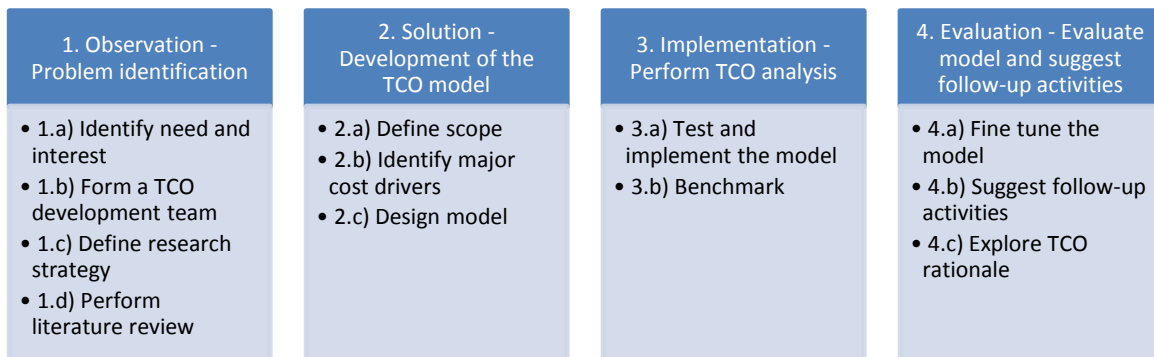 1. Observation -
Problem identification
• 1.a) Identify need and
interest
• 1.b) Form a TCO
development team
• 1.c) Define research
strategy
• 1.d) Perform
literature review
2. Solution -
Development of the
TCO model
• 2.a) Define scope
• 2.b) Identify major
cost drivers
• 2.c) Design model
3. Implementation -
Perform TCO analysis
• 3.a) Test and
implement the model
• 3.b) Benchmark
4. Evaluation - Evaluate
model and suggest
follow-up activities
• 4.a) Fine tune the
model
• 4.b) Suggest follow-up
activities
• 4.c) Explore TCO
rationale